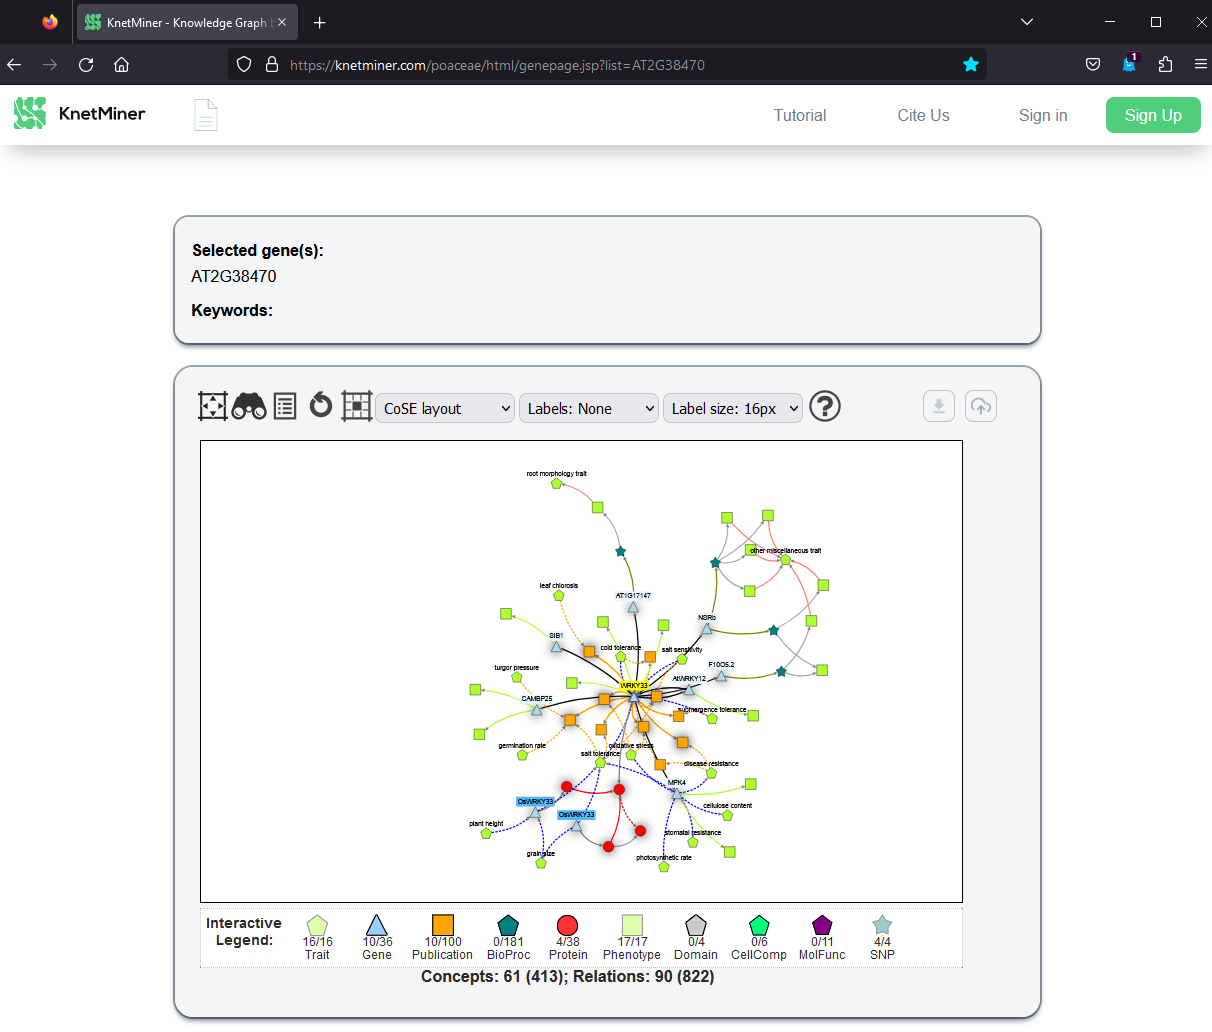 KnetMiner - Knowledge Graph
1
https://knetminer.com/poaceae/html/genepage.jsp?list=AT2G38470
KnetMiner
Tutorial
Cite Us
Sign in
Sign Up
Selected gene(s):
AT2G38470
Keywords:
CoSE layout
Labels: None
Label size: 16px
?
root morphology trait
other miscellaneous trait
leaf chlorosis
AT1G17147
NSRb
SIB1
cold tolerance
salt sensitivity
turgor pressure
F10O5.2
AtWRKY12
WRKY33
CAMBP25
submergence tolerance
germination rate
oxidative stress
salt tolerance
disease resistance
MPK4
OsWRKY33
cellulose content
OsWRKY33
plant height
stomatal resistance
grain size
photosynthetic rate
Interactive Legend:
16/16 Trait
10/36 Gene
10/100 Publication
0/181 BioProc
4/38 Protein
17/17 Phenotype
0/4 Domain
0/6 CellComp
0/11 MolFunc
4/4 SNP
Concepts: 61 (413); Relations: 90 (822)